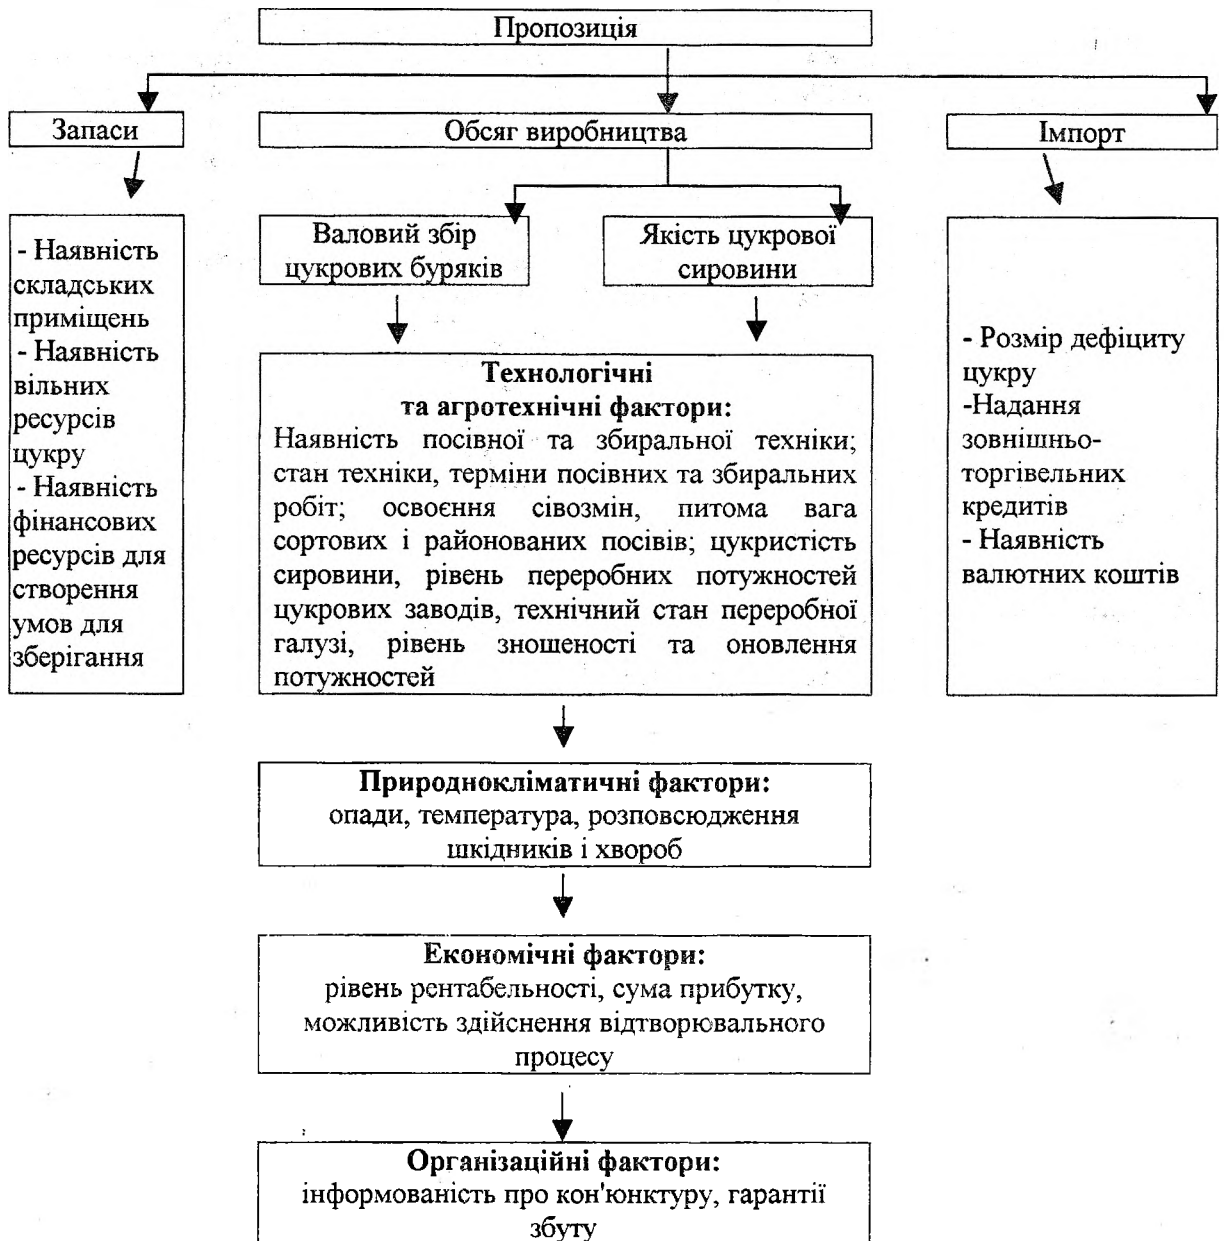 Пропозиція
Запаси
Обсяг виробництва
Імпорт
- Наявність
складських
приміщень
- Наявність
вільних
ресурсів
цукру
- Наявність
фінансових
ресурсів для
створення
умов для
зберігання
Валовий збір
цукрових буряків
Якість цукрової
сировини
Технологічні
та агротехнічні фактори:
Наявність посівної та збиральної техніки;
стан техніки, терміни посівних та збиральних
робіт; освоєння сівозмін, питома вага
сортових і районованих посівів; цукристість
сировини, рівень переробних потужностей
цукрових заводів, технічний стан переробної
галузі, рівень зношеності та оновлення
потужностей
- Розмір дефіциту
цукру
-Надання
зовнішньо-
торгівельних
кредитів
- Наявність
валютних коштів
Природнокліматичні фактори:
опади, температура, розповсюдження
шкідників і хвороб
Економічні фактори:
рівень рентабельності, сума прибутку,
можливість здійснення відтворювального
процесу
Організаційні фактори:
інформованість про кон'юнктуру, гарантії
збуту